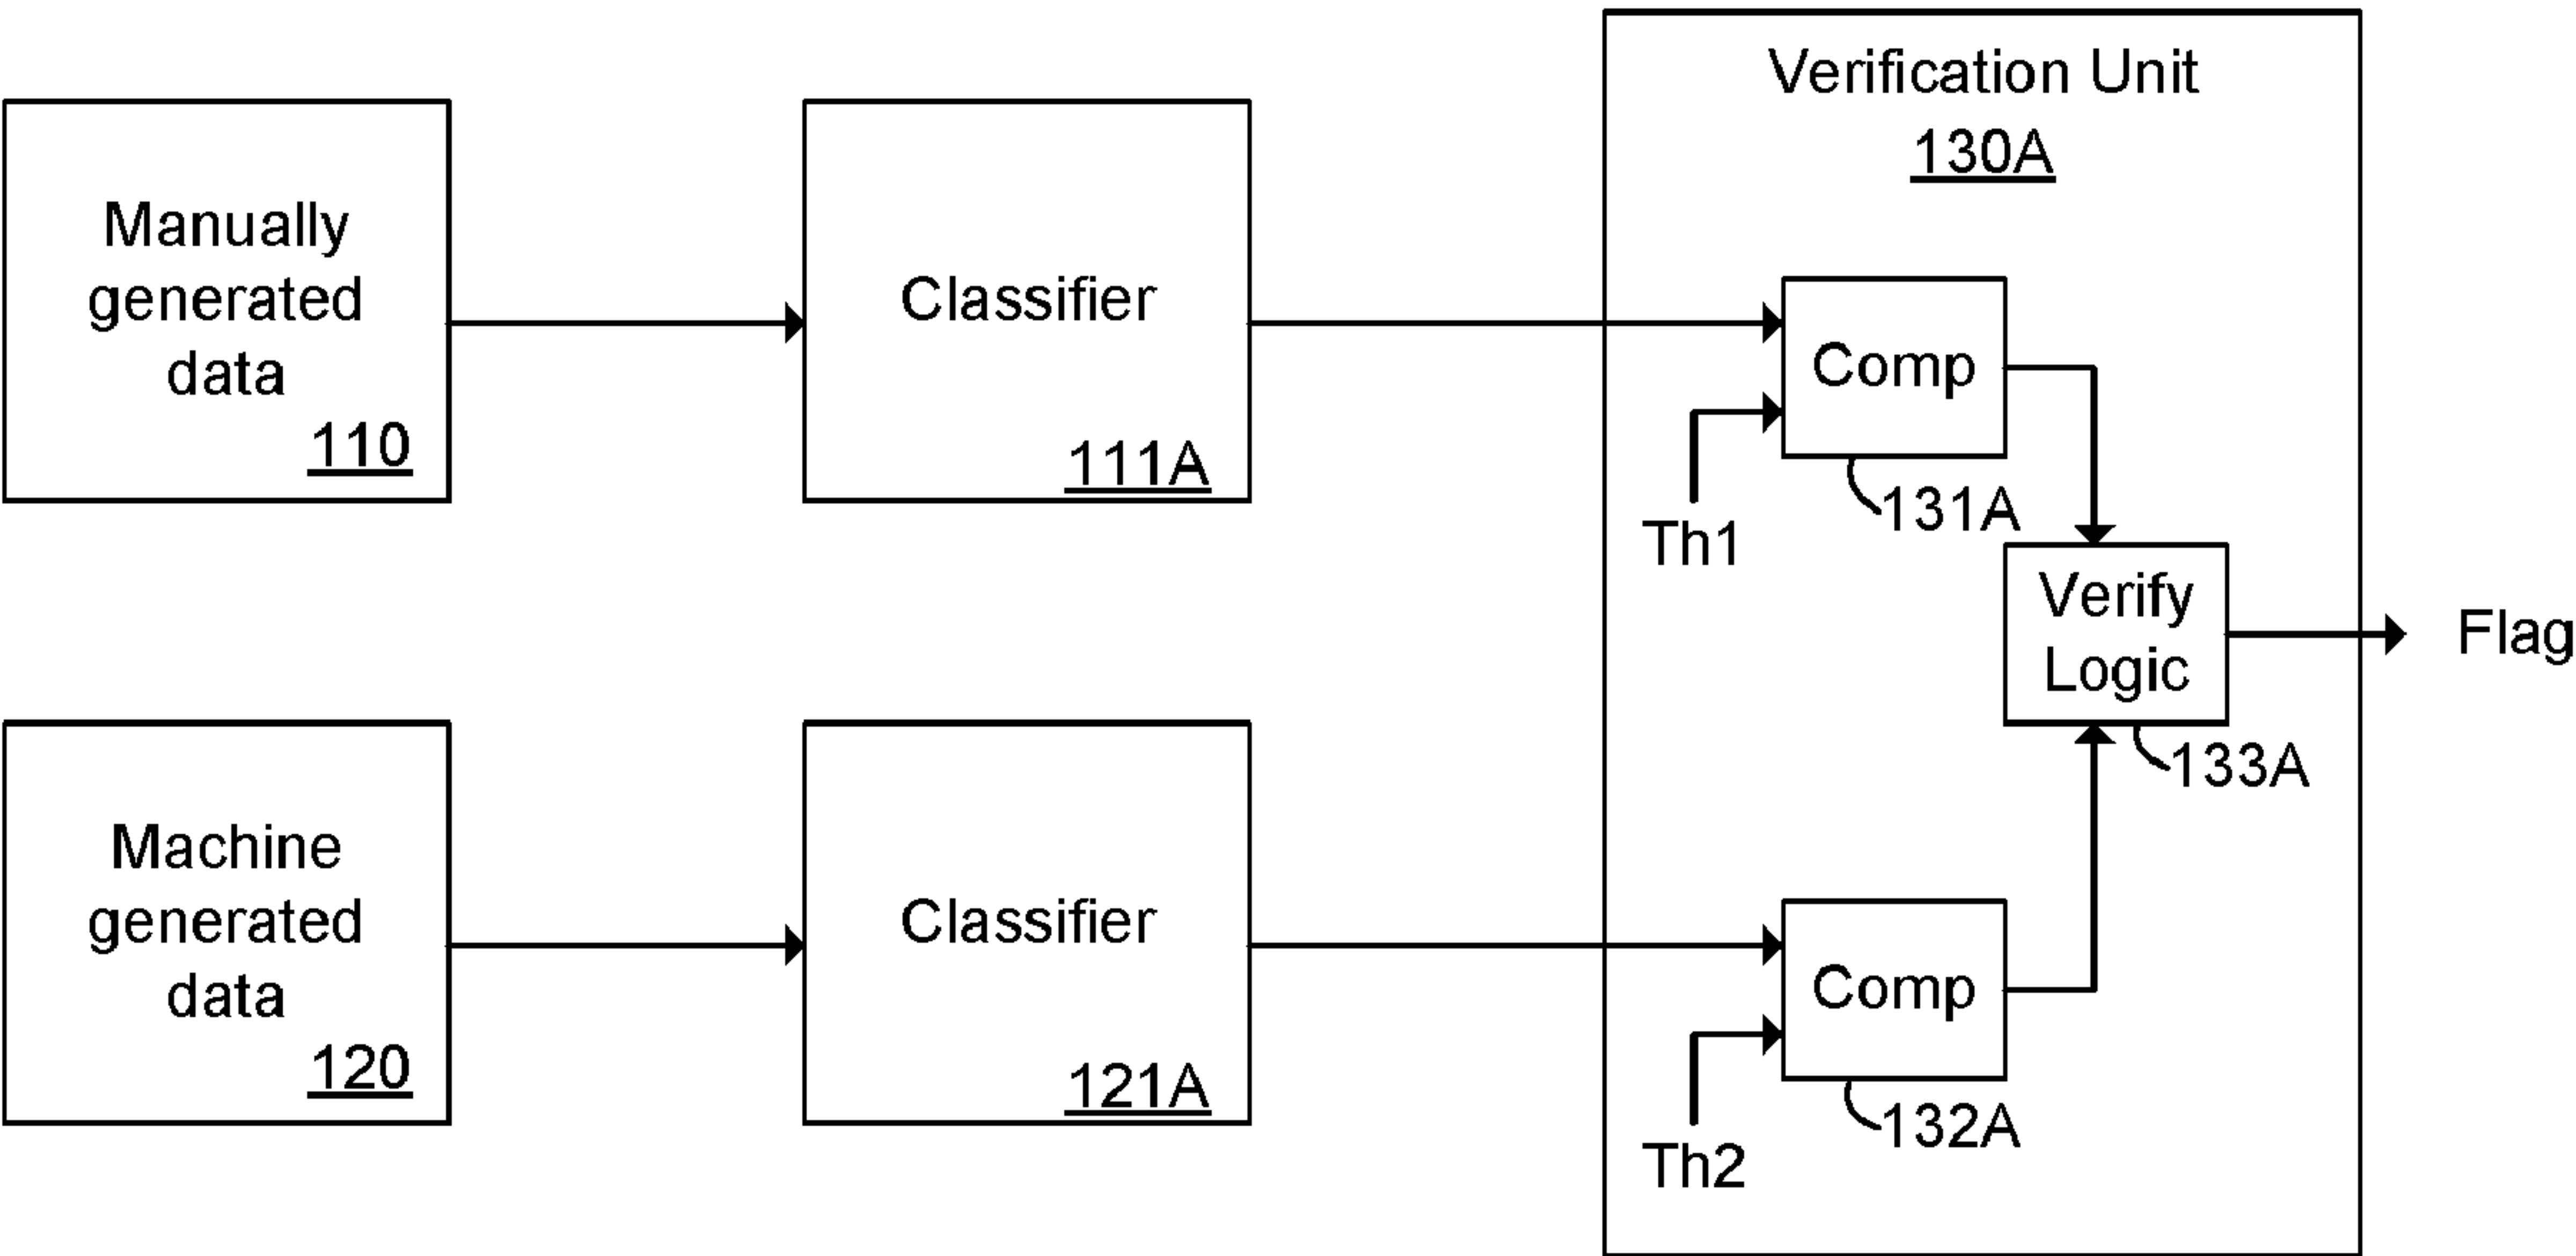 Verification Unit
130A
Manually
generated
data
110
Classifier
111A
Comp
131A
Th1
Verify
Logic
133A
Flag
Machine
generated
data
120
Classifier
121A
Comp
132A
Th2